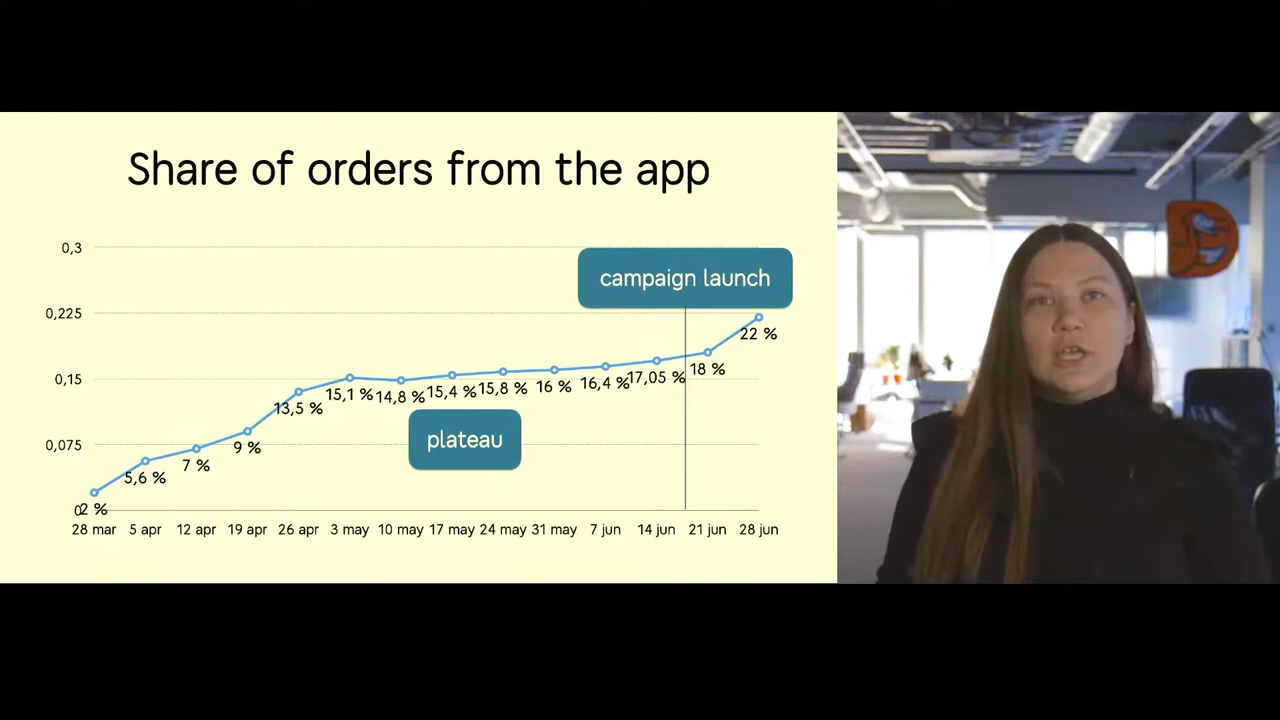 Share of orders from the app
0,3
0,225
0,15
0,075
0
campaign launch
plateau
2 %
5,6 %
7 %
9 %
13,5 %
15,1 %
14,8 %
15,4 %
15,8 %
16 %
16,4 %
17,05 %
18 %
22 %
28 mar
5 apr
12 apr
19 apr
26 apr
3 may
10 may
17 may
24 may
31 may
7 jun
14 jun
21 jun
28 jun